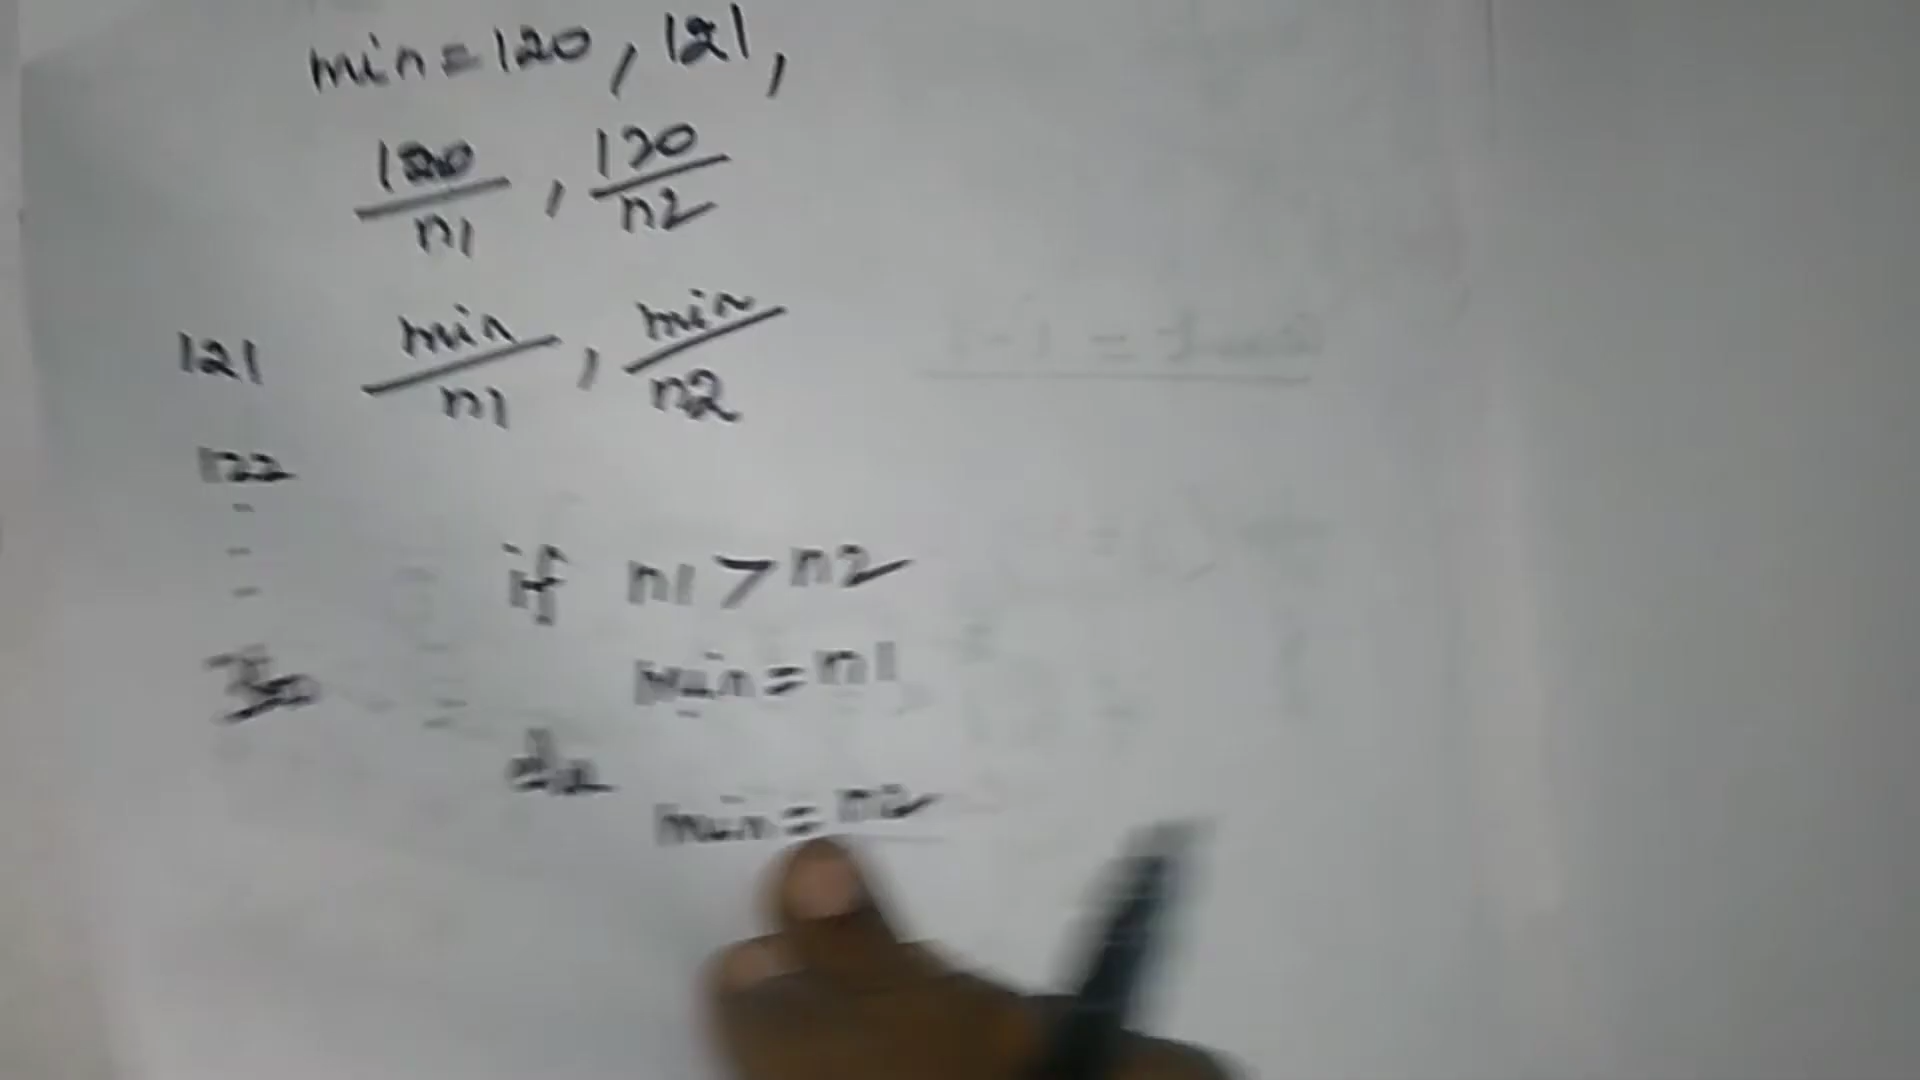 min = 120, 121,
120/n1, 120/n2
121 min/n1, min/n2
122
-
-
-
if n1 > n2
min = n1
min = n2